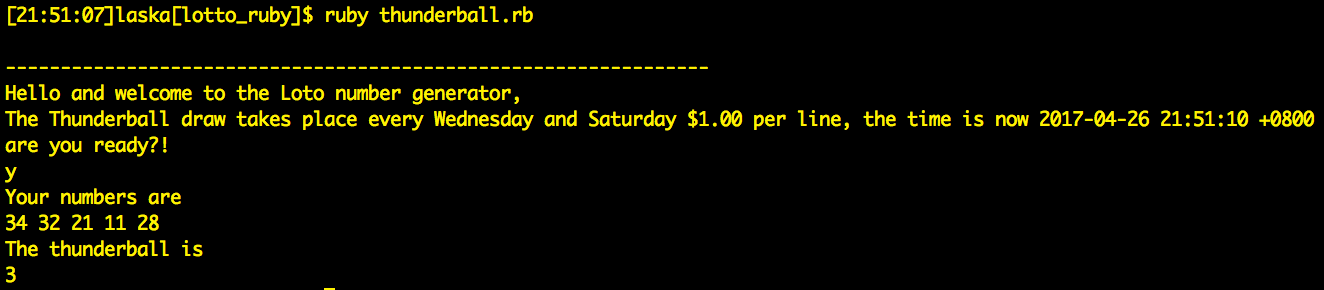 [21:51:07]laska[lotto_ruby]$ ruby thunderball.rb
----------------------------------------------------------------
Hello and welcome to the Loto number generator,
The Thunderball draw takes place every Wednesday and Saturday $1.00 per line, the time is now 2017-04-26 21:51:10 +0800
are you ready?!
y
Your numbers are
34 32 21 11 28
The thunderball is
3